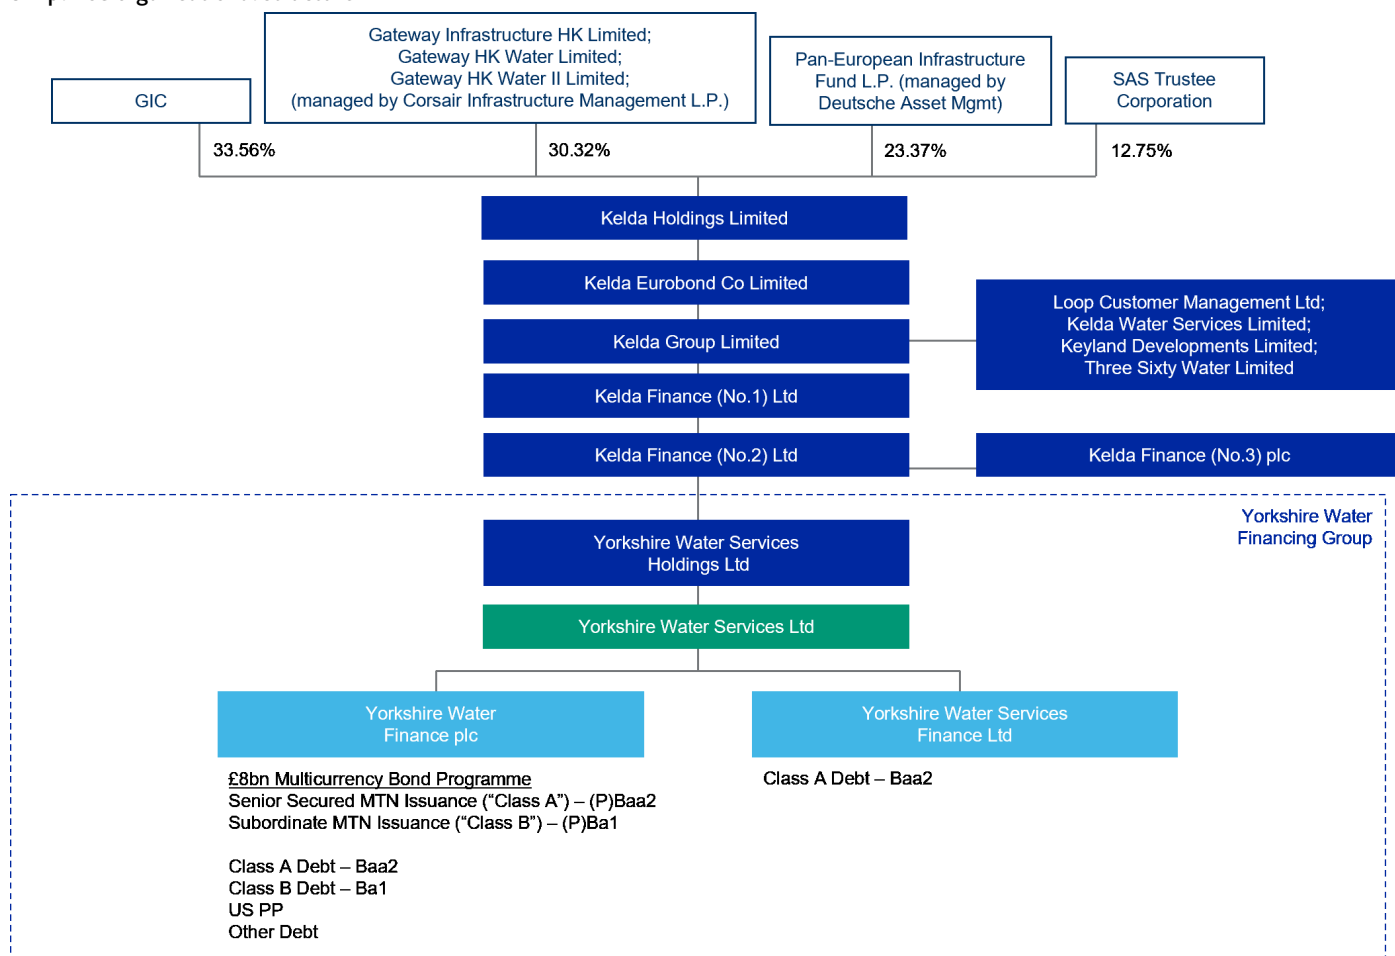 GIC
Gateway Infrastructure HK Limited;
Gateway HK Water Limited;
Gateway HK Water II Limited;
(managed by Corsair Infrastructure Management L.P.)
Pan-European Infrastructure
Fund L.P. (managed by
Deutsche Asset Mgmt)
SAS Trustee
Corporation
33.56%
30.32%
23.37%
12.75%
Kelda Holdings Limited
Kelda Eurobond Co Limited
Kelda Group Limited
Loop Customer Management Ltd;
Kelda Water Services Limited;
Keyland Developments Limited;
Three Sixty Water Limited
Kelda Finance (No.1) Ltd
Kelda Finance (No.2) Ltd
Kelda Finance (No.3) plc
Yorkshire Water
Financing Group
Yorkshire Water Services
Holdings Ltd
Yorkshire Water Services Ltd
Yorkshire Water
Finance plc
Yorkshire Water Services
Finance Ltd
£8bn Multicurrency Bond Programme
Senior Secured MTN Issuance (“Class A”) – (P)Baa2
Subordinate MTN Issuance (“Class B”) – (P)Ba1
Class A Debt – Baa2
Class B Debt – Ba1
US PP
Other Debt
Class A Debt – Baa2